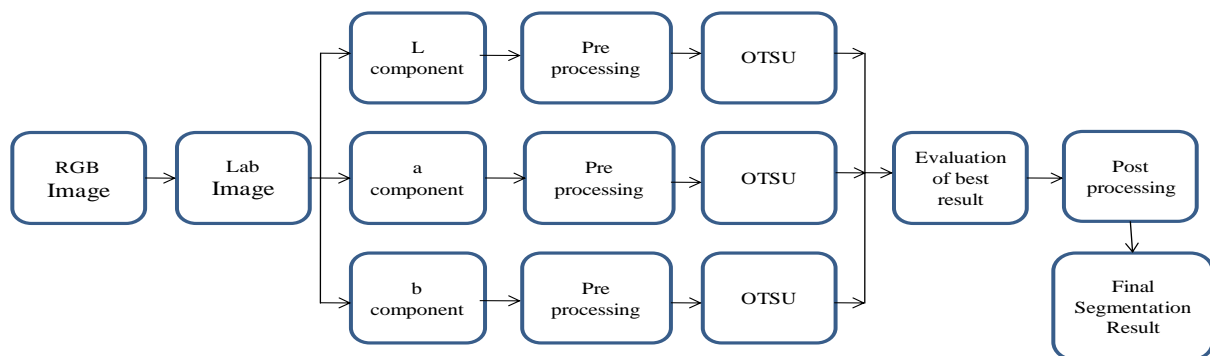 RGB
Image
Lab
Image
L
component
Pre
processing
OTSU
a
component
Pre
processing
OTSU
b
component
Pre
processing
OTSU
Evaluation
of best
result
Post
processing
Final
Segmentation
Result